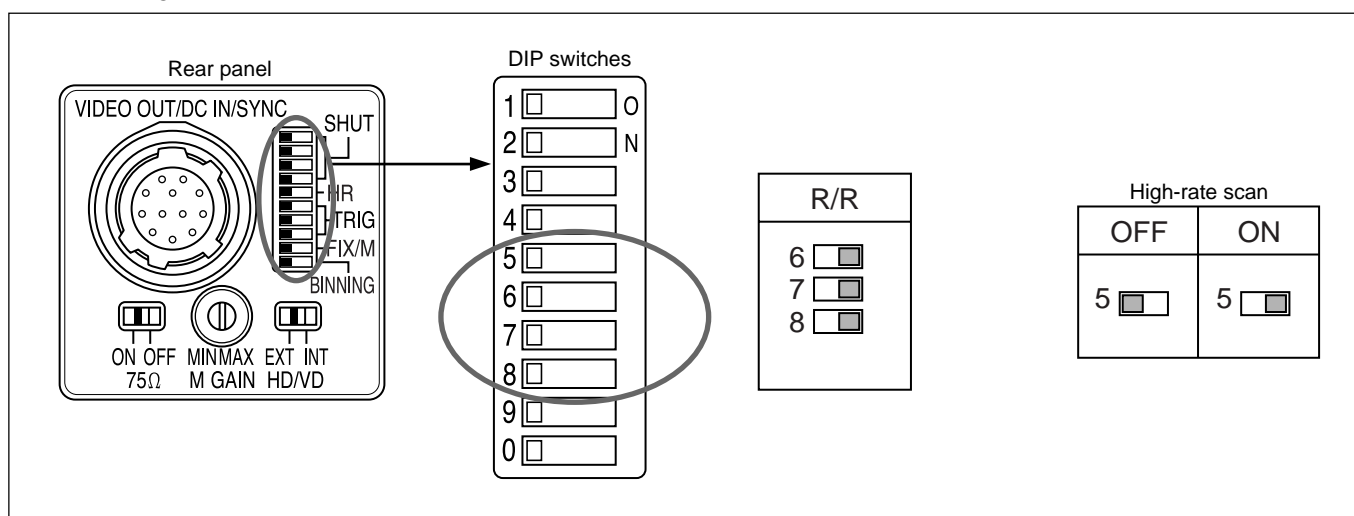 Rear panel
VIDEO OUT/DC IN/SYNC
SHUT
HR
TRIG
FIX/M
BINNING
ON OFF
75Ω
MIN MAX
M GAIN
EXT INT
HD/VD
DIP switches
1 O
2 N
3
4
5
6
7
8
9
0
R/R
6
7
8
High-rate scan
OFF ON
5 5